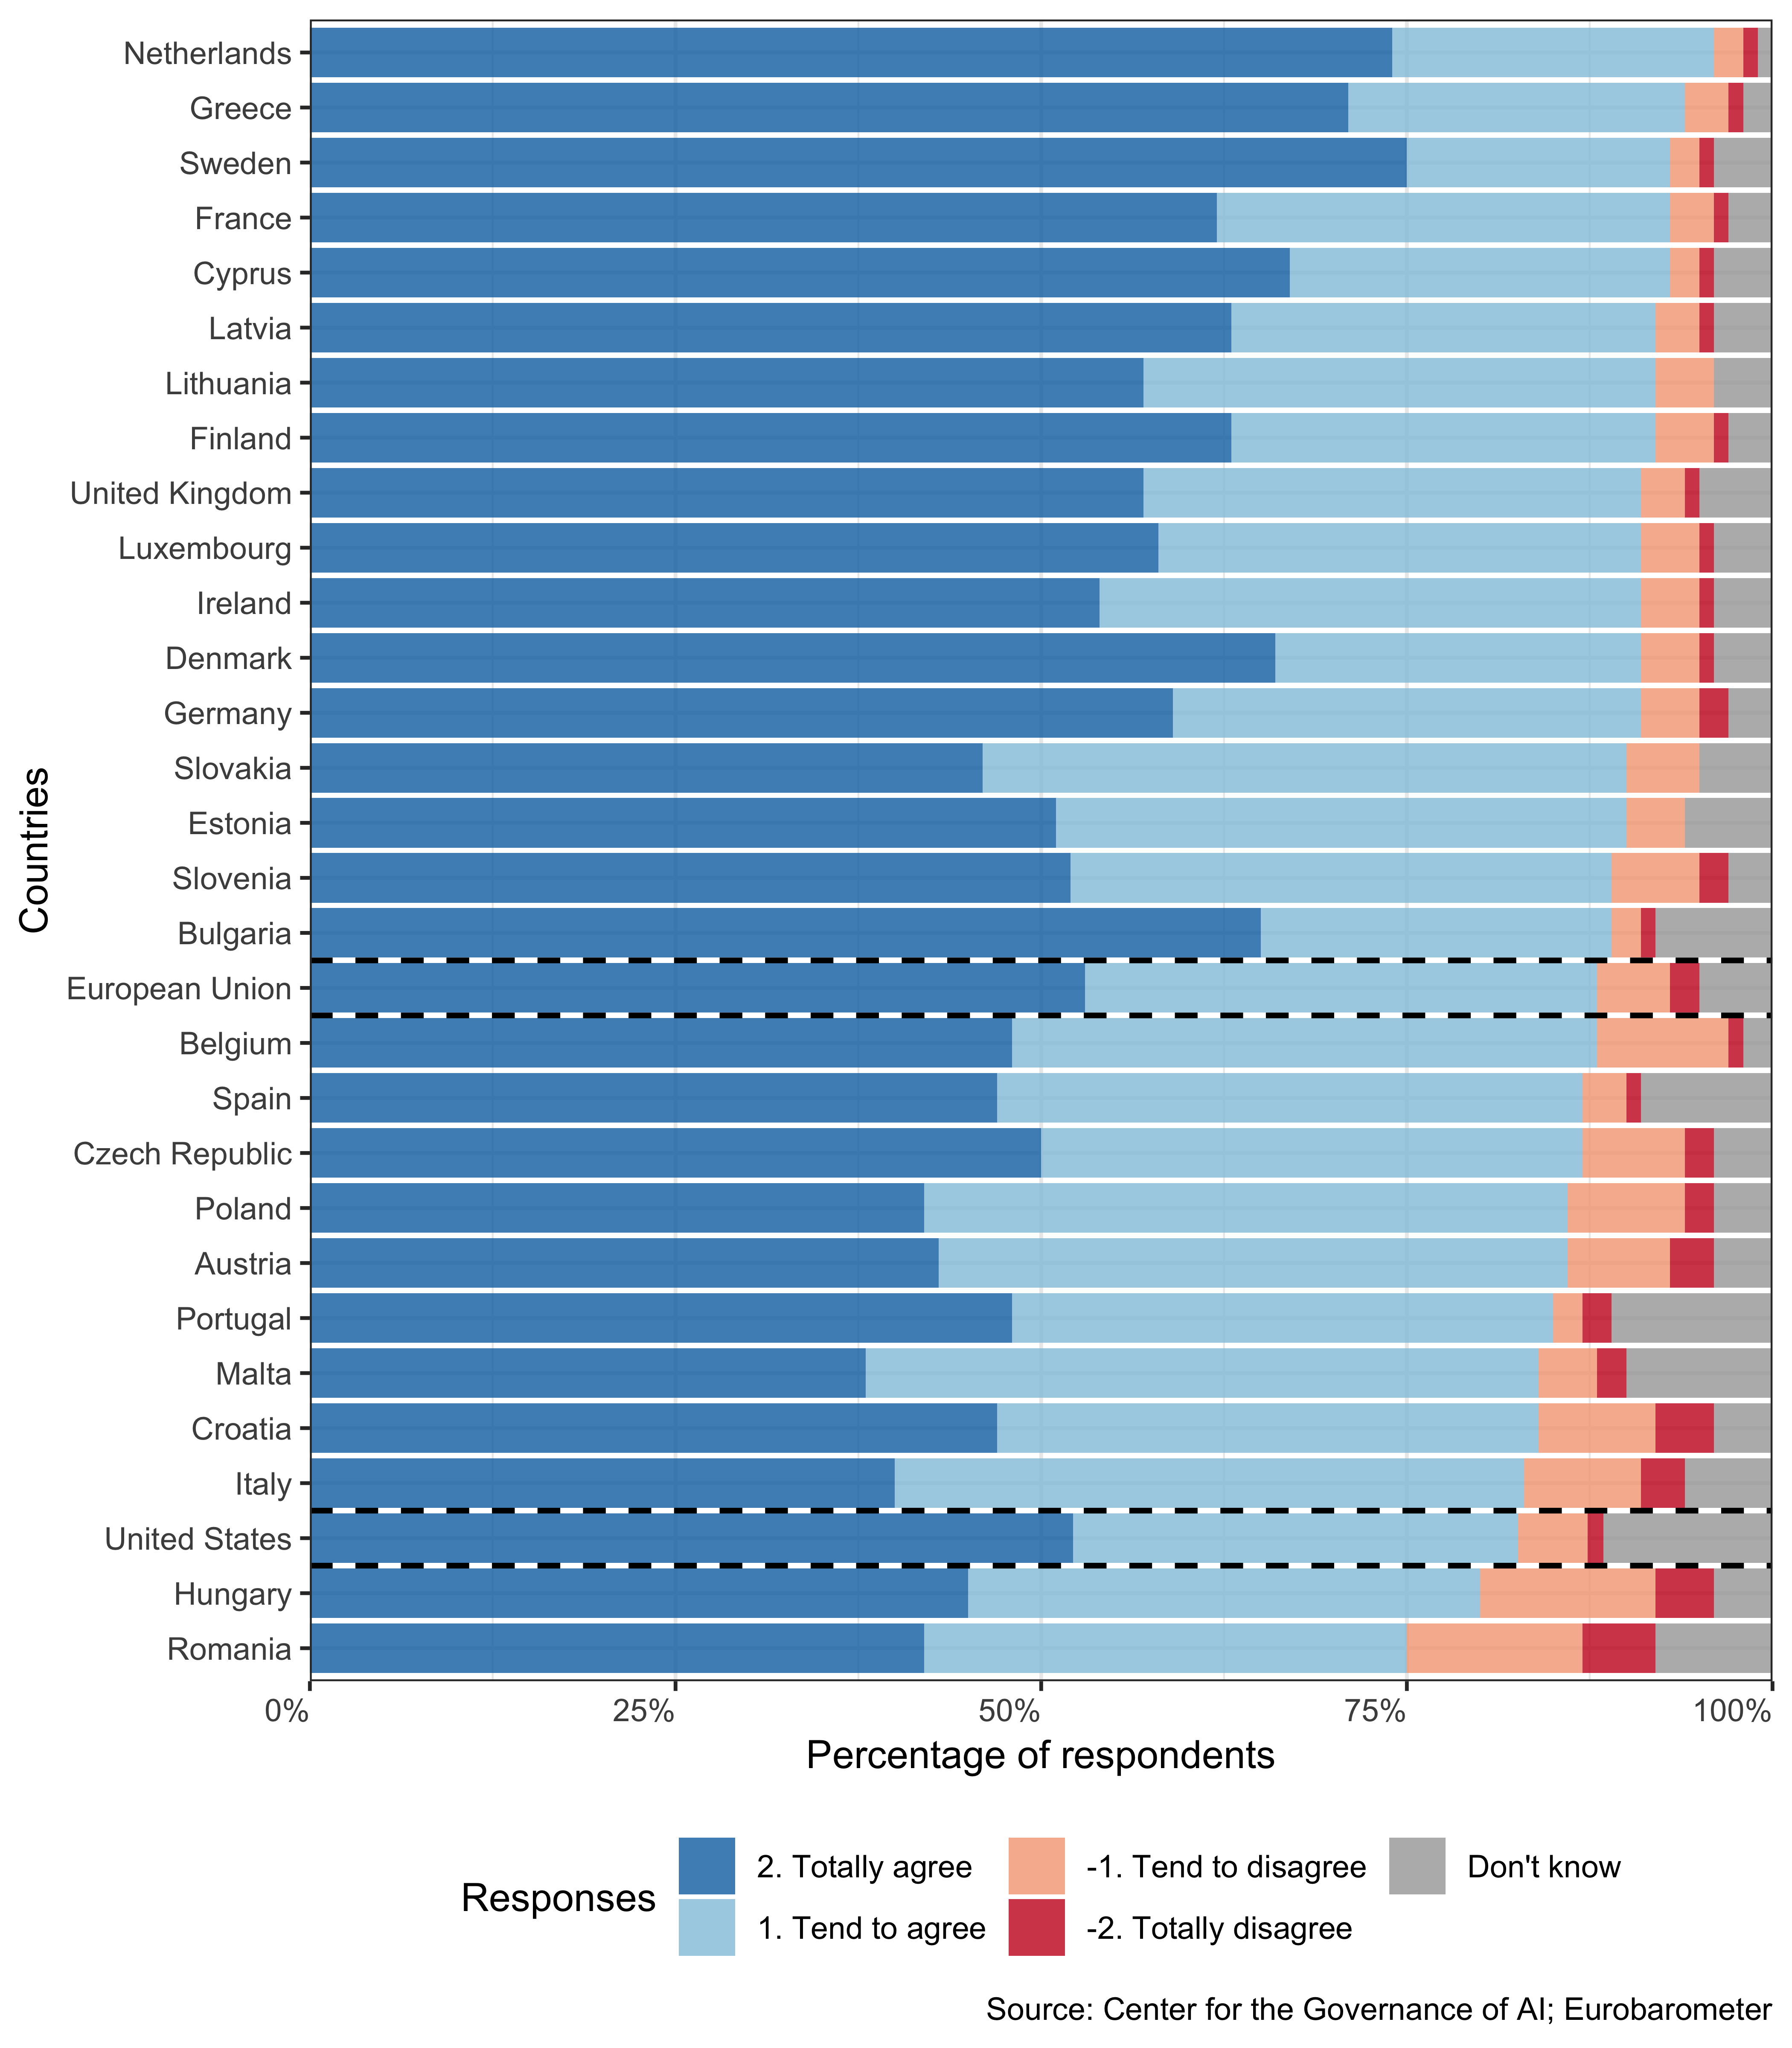 Netherlands
Greece
Sweden
France
Cyprus
Latvia
Lithuania
Finland
United Kingdom
Luxembourg
Ireland
Denmark
Germany
Slovakia
Estonia
Slovenia
Bulgaria
European Union
Belgium
Spain
Czech Republic
Poland
Austria
Portugal
Malta
Croatia
Italy
United States
Hungary
Romania
Countries
0% 25% 50% 75% 100%
Percentage of respondents
Responses
2. Totally agree -1. Tend to disagree Don't know
1. Tend to agree -2. Totally disagree
Source: Center for the Governance of AI; Eurobarometer